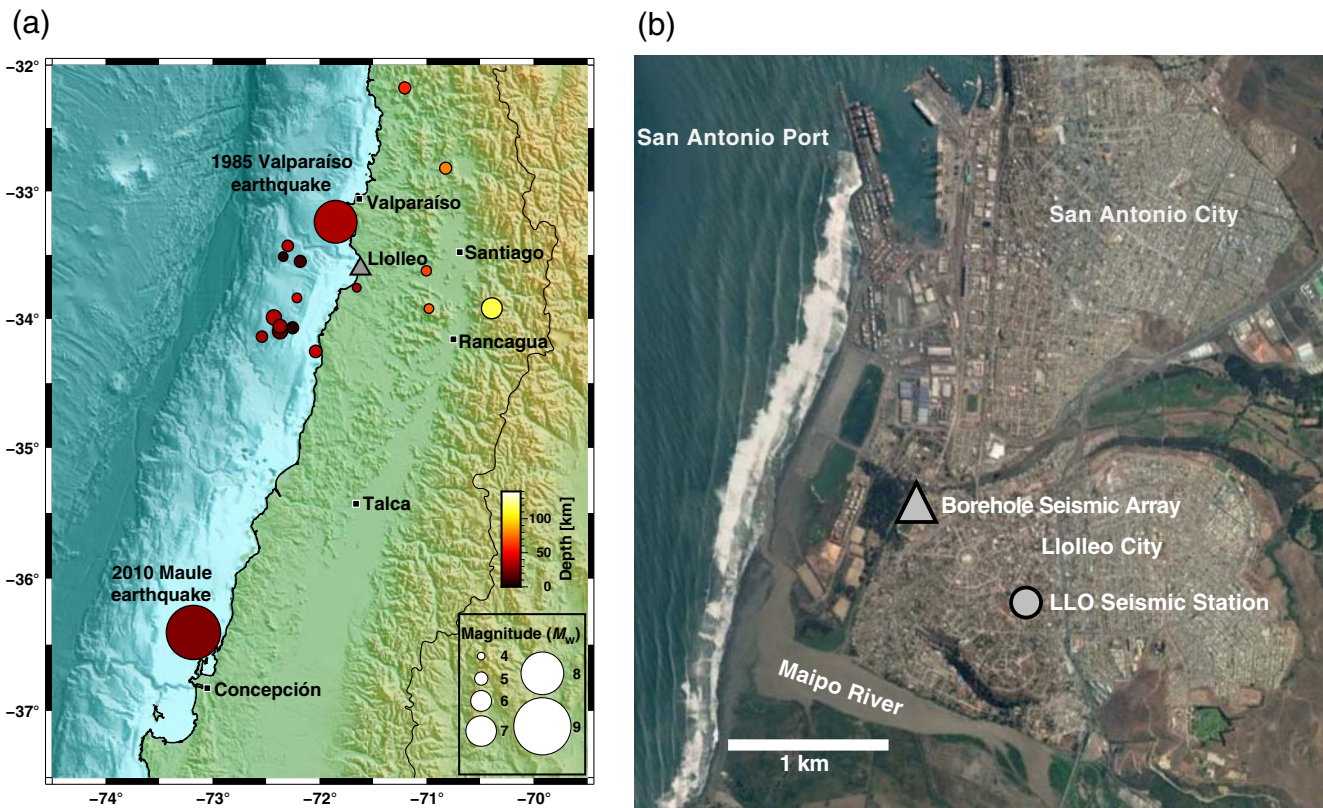 (a)
−32°
−33°
−34°
−35°
−36°
−37°
−74
−73
−72
−71
−70
1985 Valparaíso
earthquake
Valparaíso
Llolleo
Santiago
Rancagua
Talca
2010 Maule
earthquake
Concepción
100
50
0
Depth [km]
Magnitude (Mw)
4
5
6
7
8
9
(b)
San Antonio Port
San Antonio City
Borehole Seismic Array
Llolleo City
LLO Seismic Station
Maipo River
1 km